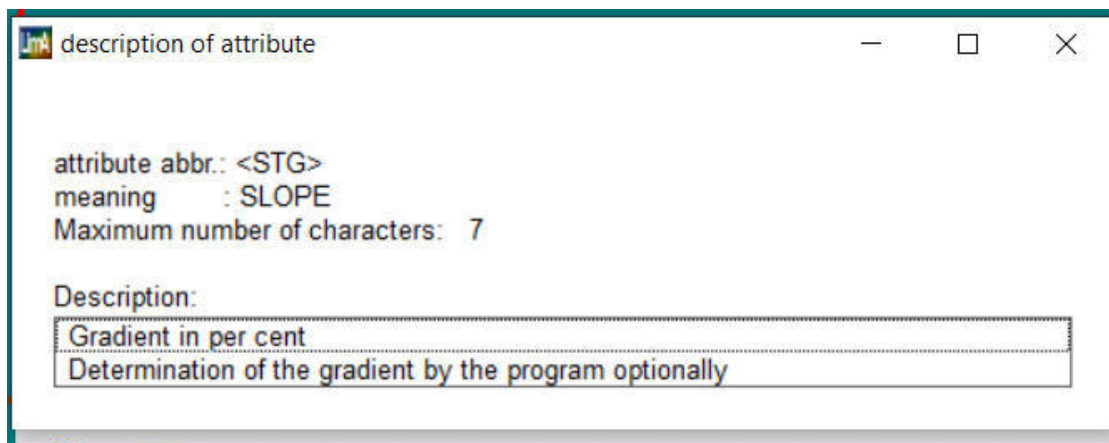 description of attribute
attribute abbr.: <STG>
meaning : SLOPE
Maximum number of characters: 7
Description:
Gradient in per cent
Determination of the gradient by the program optionally